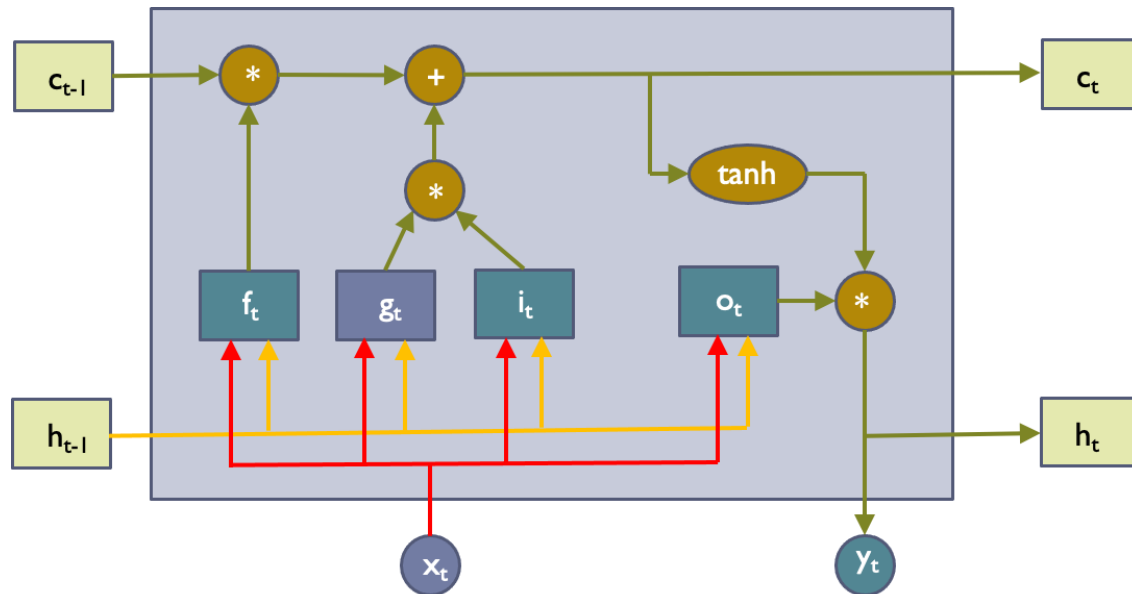 * +
c_{t-1} c_t
tanh
*
f_t g_t i_t o_t *
h_{t-1} h_t
x_t y_t